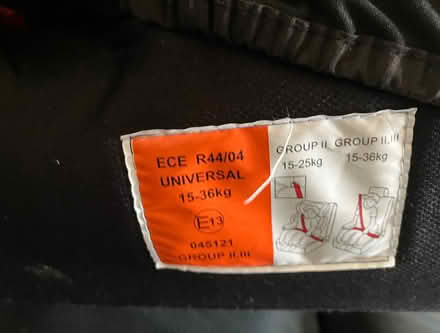 ECE R44/04
UNIVERSAL
15-36kg
E13
045121
GROUP II.III
GROUP II
15-25kg
GROUP II.III
15-36kg